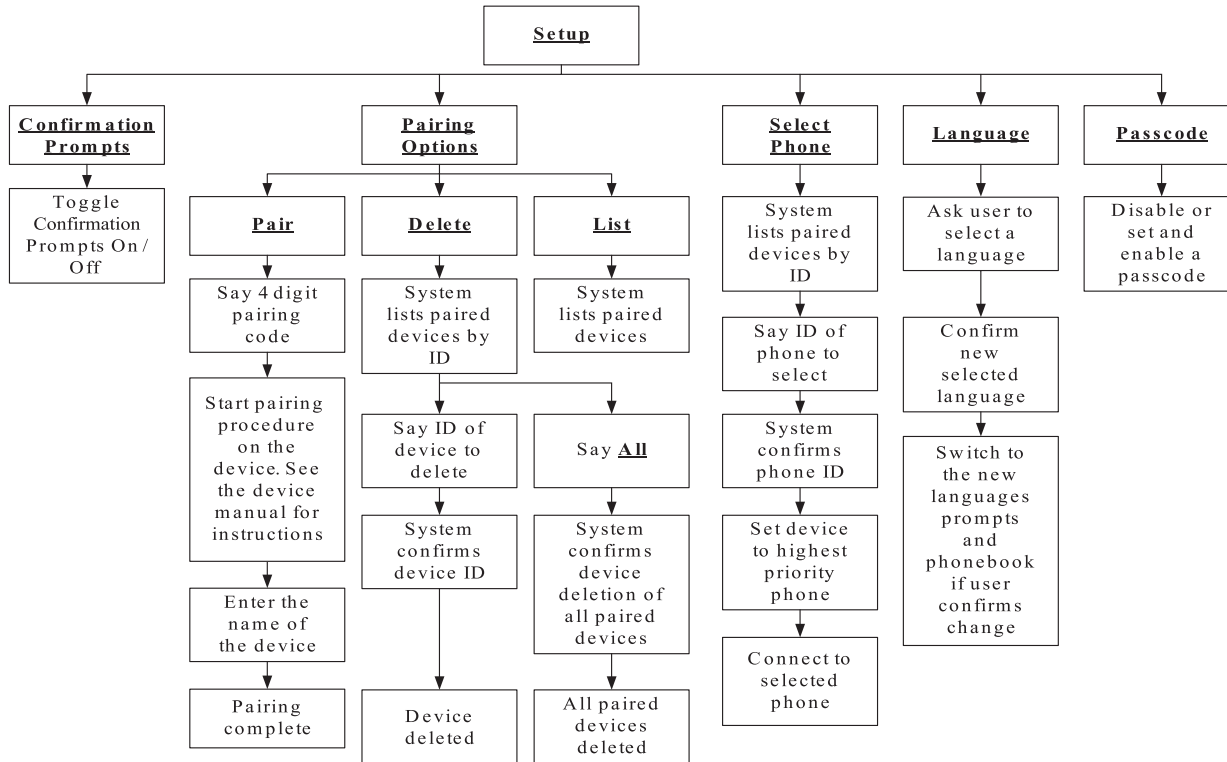 Setup
Confirmation
Prompts
Toggle
Confirmation
Prompts On /
Off
Pairing
Options
Pair
Say 4 digit
pairing
code
Start pairing
procedure
on the
device. See
the device
manual for
instructions
Enter the
name of
the device
Pairing
complete
Delete
System
lists paired
devices by
ID
Say ID of
device to
delete
System
confirms
device ID
Device
deleted
Say All
System
confirms
device
deletion of
all paired
devices
All paired
devices
deleted
List
System
lists paired
devices
Select
Phone
System
lists paired
devices by
ID
Say ID of
phone to
select
System
confirms
phone ID
Set device
to highest
priority
phone
Connect to
selected
phone
Language
Ask user to
select a
language
Confirm
new
selected
language
Switch to
the new
languages
prompts
and
phonebook
if user
confirms
change
Passcode
Disable or
set and
enable a
passcode